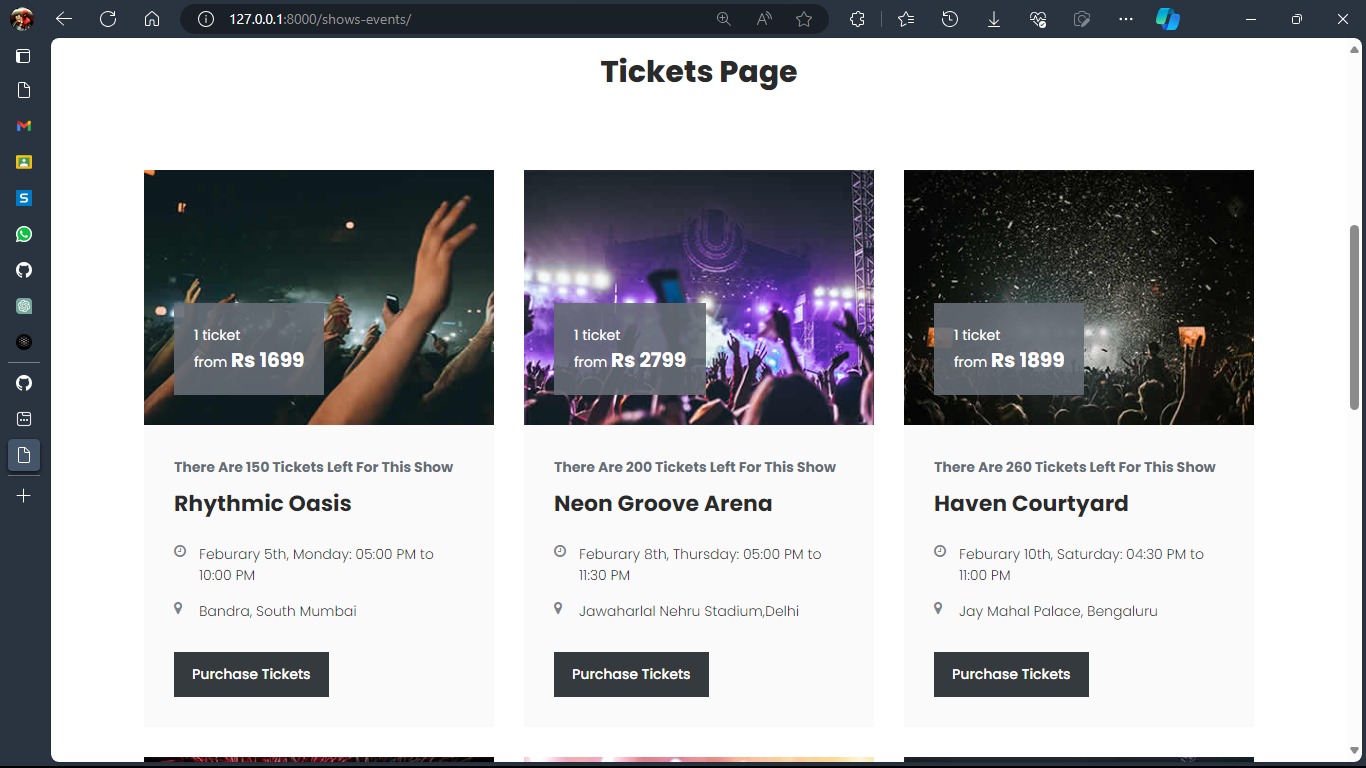 127.0.0.1:8000/shows-events/
Tickets Page
1 ticket
from Rs 1699
1 ticket
from Rs 2799
1 ticket
from Rs 1899
There Are 150 Tickets Left For This Show
Rhythmic Oasis
Feburary 5th, Monday: 05:00 PM to
10:00 PM
Bandra, South Mumbai
Purchase Tickets
There Are 200 Tickets Left For This Show
Neon Groove Arena
Feburary 8th, Thursday: 05:00 PM to
11:30 PM
Jawaharlal Nehru Stadium,Delhi
Purchase Tickets
There Are 260 Tickets Left For This Show
Haven Courtyard
Feburary 10th, Saturday: 04:30 PM to
11:00 PM
Jay Mahal Palace, Bengaluru
Purchase Tickets